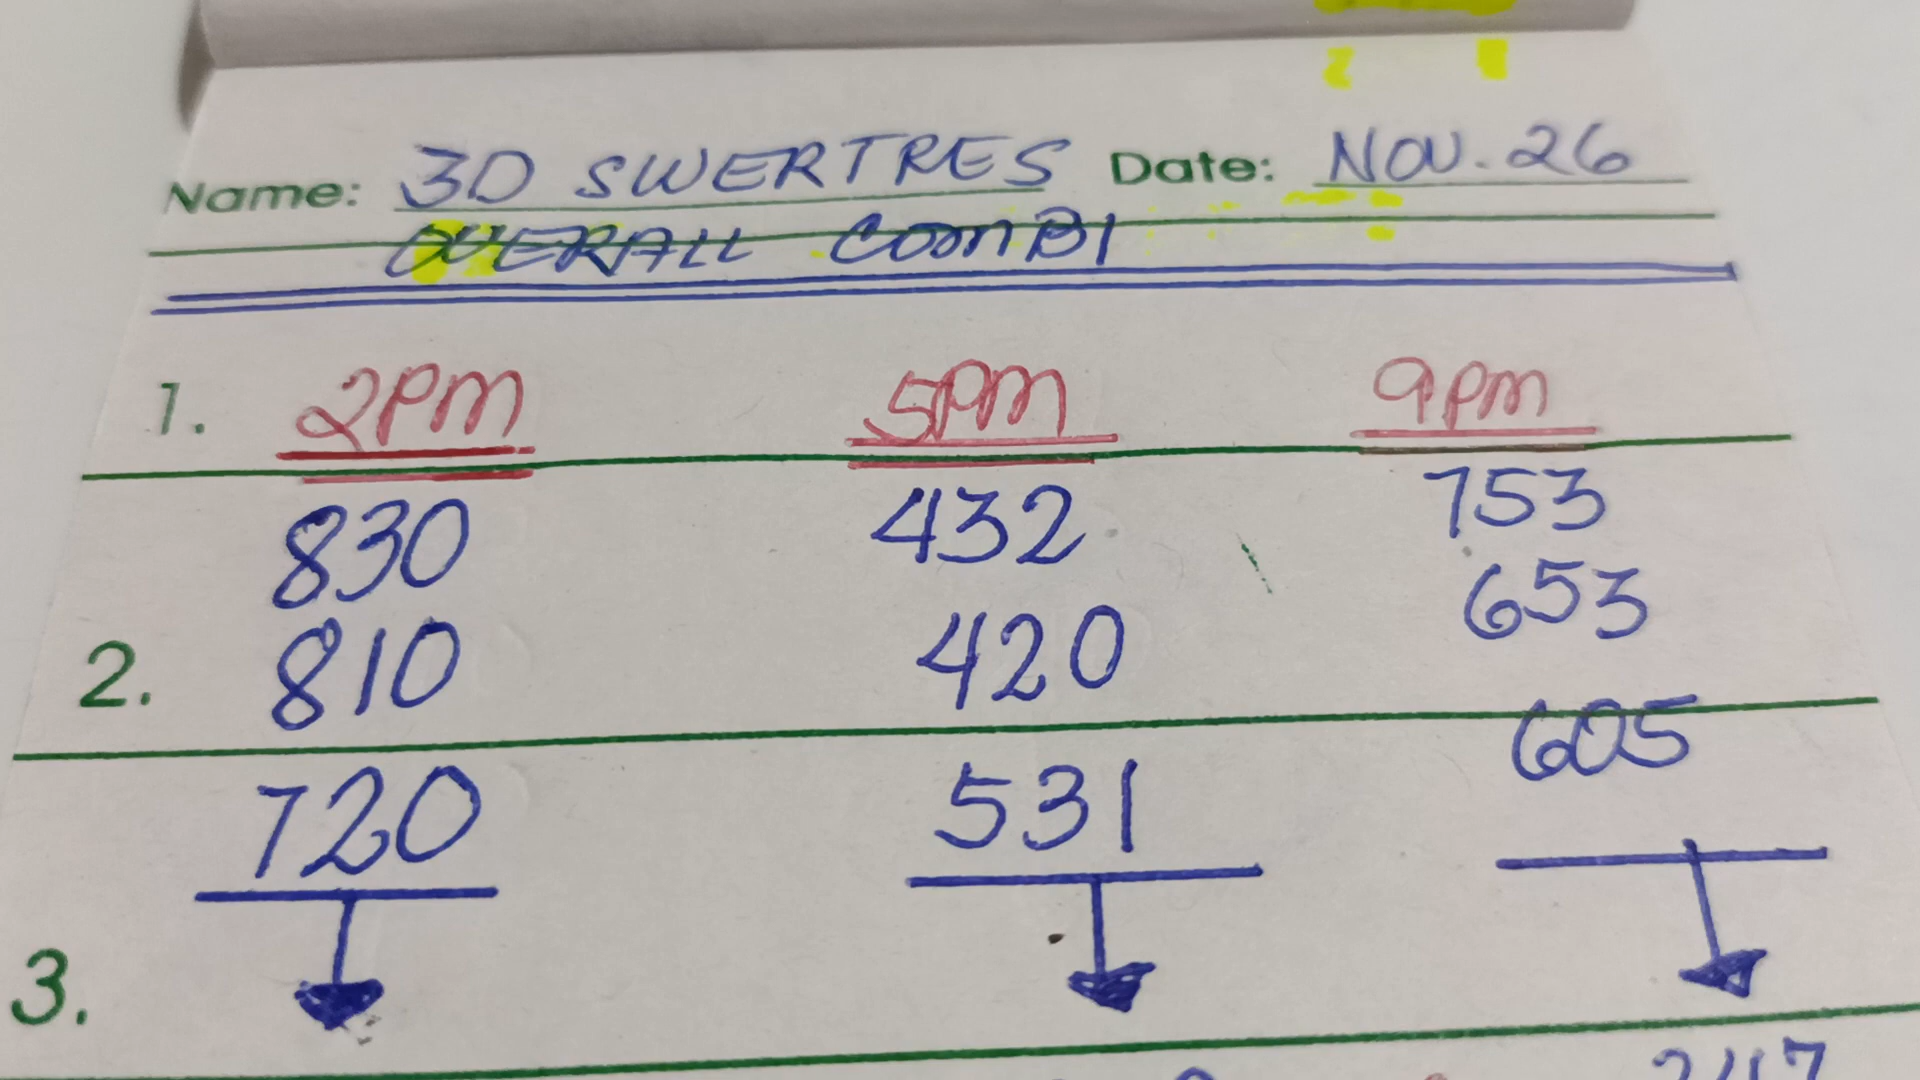 Name: 3D SWERTRES Date: NOV. 26
OVERALL COMBI
1. 2PM 5PM 9PM
830 432 753
653
2. 810 420
605
720 531
3.
247